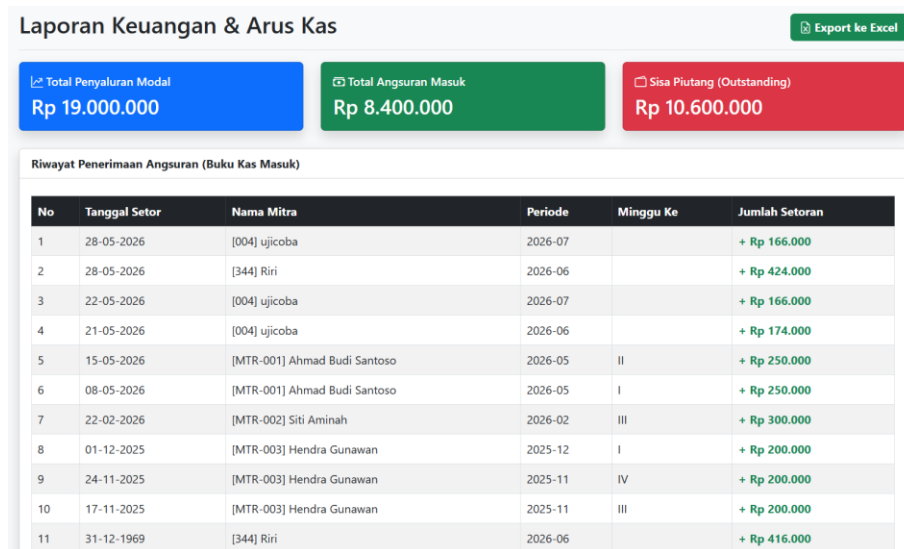 Laporan Keuangan & Arus Kas
Export ke Excel
Total Penyaluran Modal
Rp 19.000.000
Total Angsuran Masuk
Rp 8.400.000
Sisa Piutang (Outstanding)
Rp 10.600.000
Riwayat Penerimaan Angsuran (Buku Kas Masuk)
No Tanggal Setor Nama Mitra Periode Minggu Ke Jumlah Setoran
1 28-05-2026 [004] ujicoba 2026-07 + Rp 166.000
2 28-05-2026 [344] Riri 2026-06 + Rp 424.000
3 22-05-2026 [004] ujicoba 2026-07 + Rp 166.000
4 21-05-2026 [004] ujicoba 2026-06 + Rp 174.000
5 15-05-2026 [MTR-001] Ahmad Budi Santoso 2026-05 II + Rp 250.000
6 08-05-2026 [MTR-001] Ahmad Budi Santoso 2026-05 I + Rp 250.000
7 22-02-2026 [MTR-002] Siti Aminah 2026-02 III + Rp 300.000
8 01-12-2025 [MTR-003] Hendra Gunawan 2025-12 I + Rp 200.000
9 24-11-2025 [MTR-003] Hendra Gunawan 2025-11 IV + Rp 200.000
10 17-11-2025 [MTR-003] Hendra Gunawan 2025-11 III + Rp 200.000
11 31-12-1969 [344] Riri 2026-06 + Rp 416.000